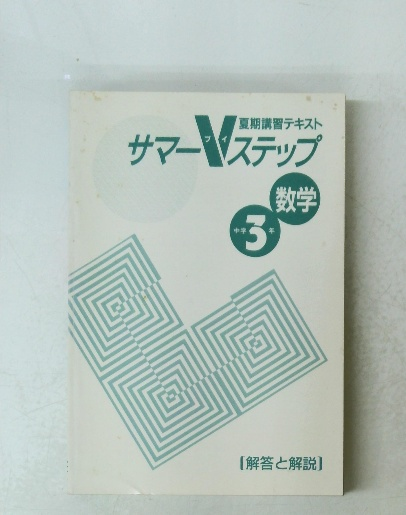 夏期講習テキスト
サマーVステップ
ブイ
数学
中学3年
【解答と解説】